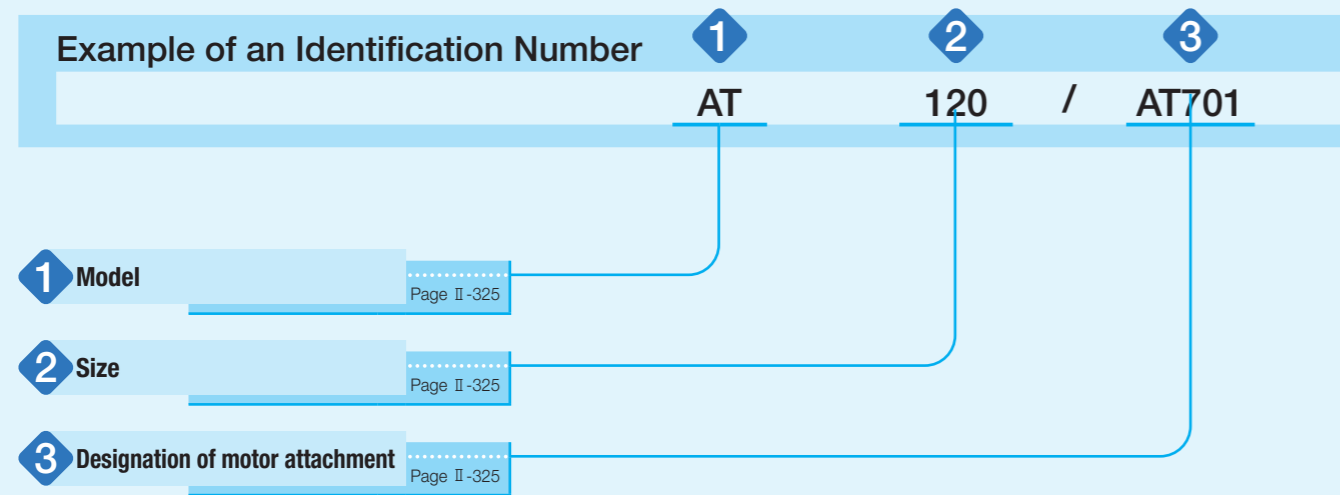 Example of an Identification Number 1 2 3
AT 120 / AT701
1 Model
Page Ⅱ-325
2 Size
Page Ⅱ-325
3 Designation of motor attachment
Page Ⅱ-325